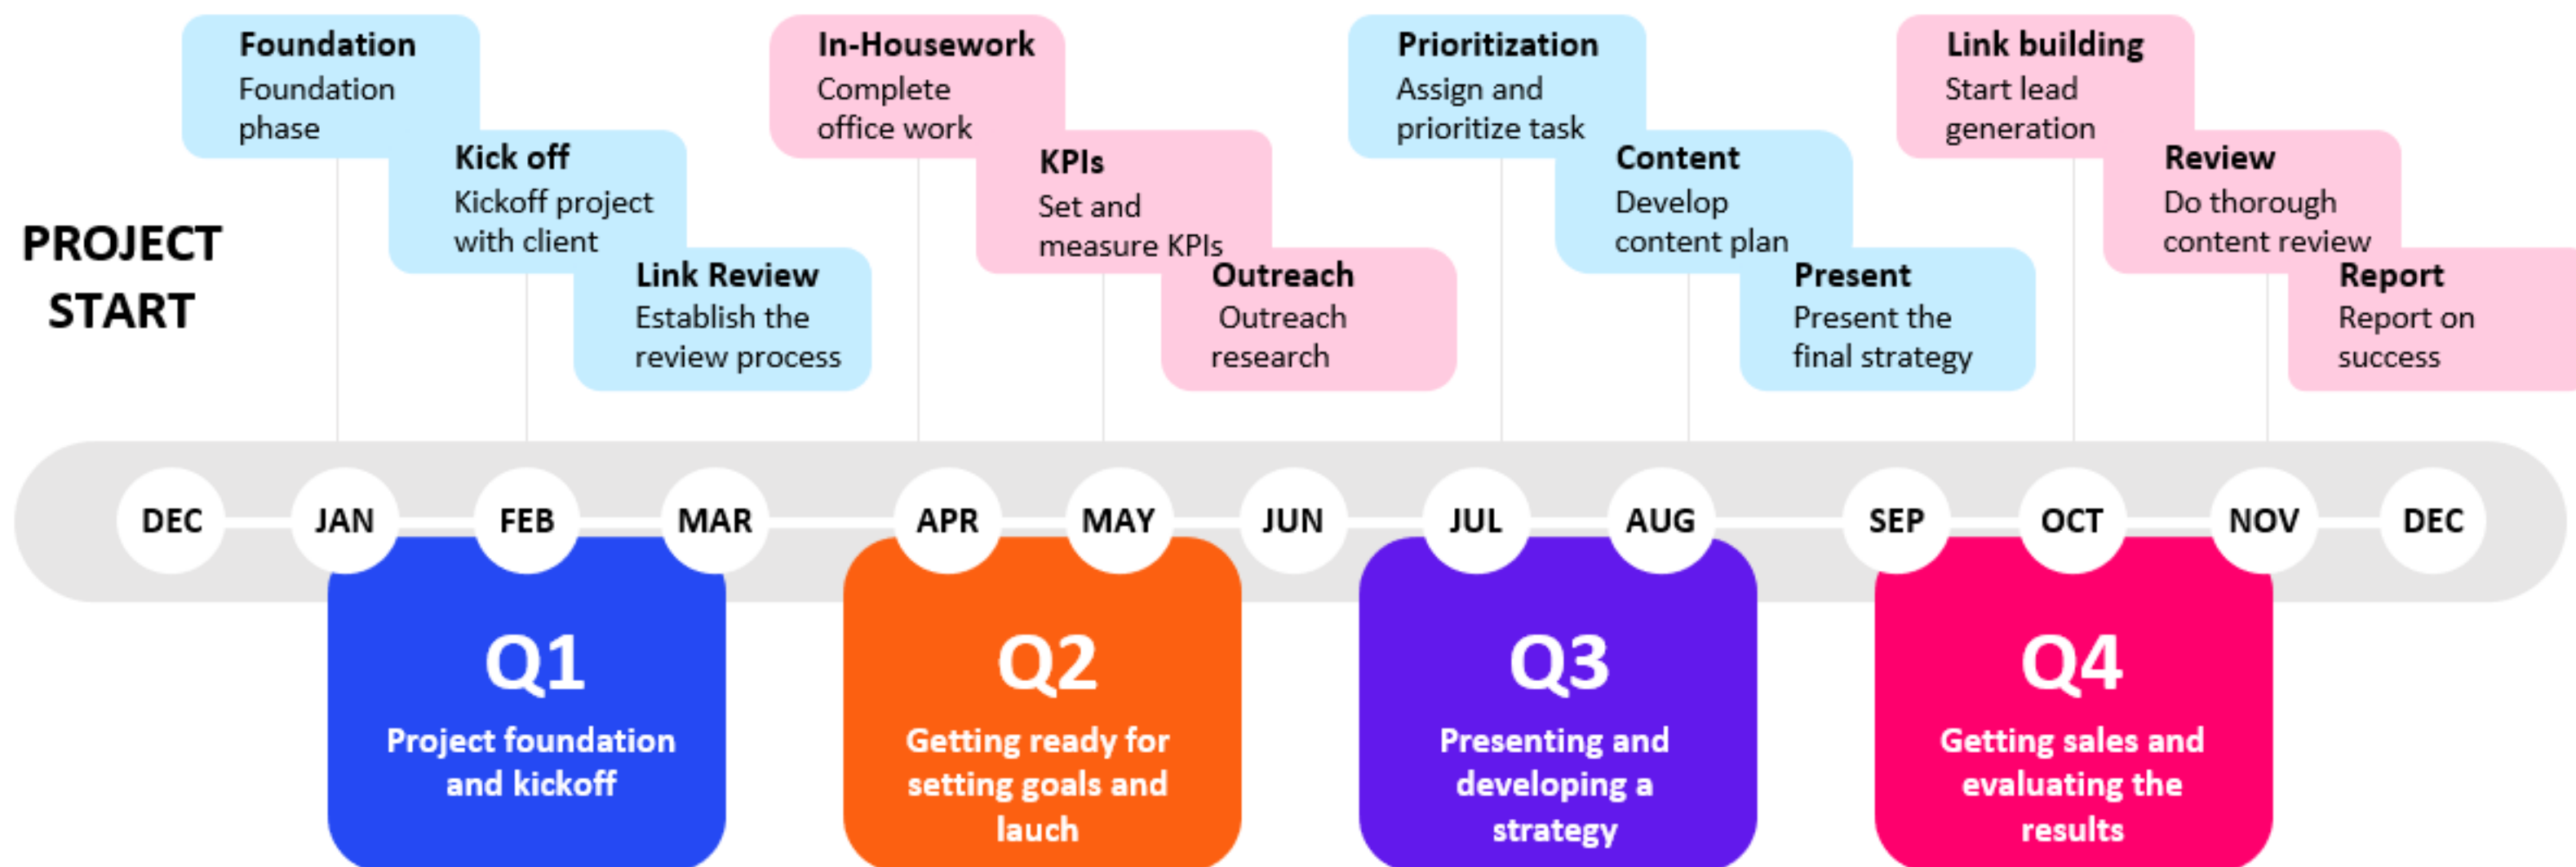 PROJECT
START
Foundation
Foundation
phase
Kick off
Kickoff project
with client
Link Review
Establish the
review process
In-Housework
Complete
office work
KPIs
Set and
measure KPIs
Outreach
Outreach
research
Prioritization
Assign and
prioritize task
Content
Develop
content plan
Present
Present the
final strategy
Link building
Start lead
generation
Review
Do thorough
content review
Report
Report on
success
DEC JAN FEB MAR APR MAY JUN JUL AUG SEP OCT NOV DEC
Q1
Project foundation
and kickoff
Q2
Getting ready for
setting goals and
lauch
Q3
Presenting and
developing a
strategy
Q4
Getting sales and
evaluating the
results